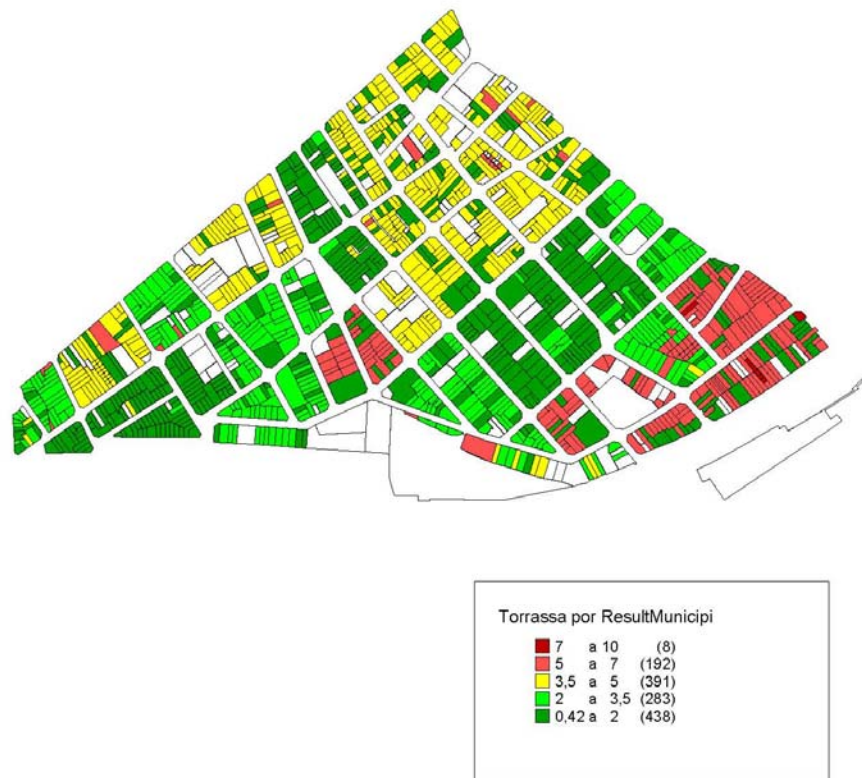 Torrassa por ResultMunicipi
7 a 10 (8)
5 a 7 (192)
3,5 a 5 (391)
2 a 3,5 (283)
0,42 a 2 (438)